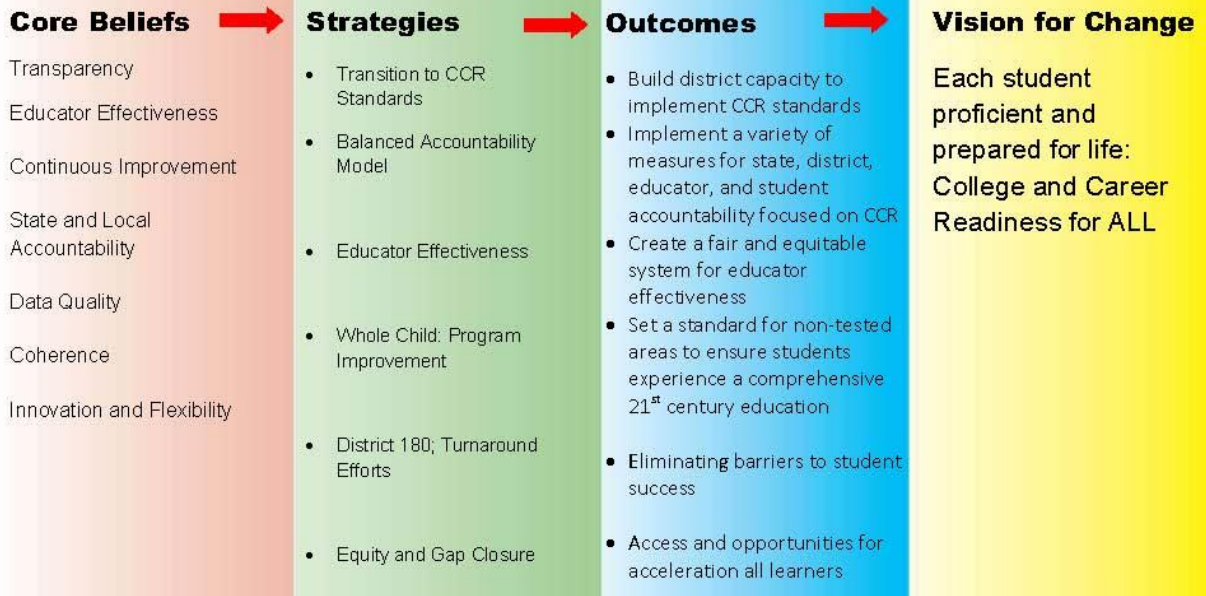 Core Beliefs
Transparency
Educator Effectiveness
Continuous Improvement
State and Local
Accountability
Data Quality
Coherence
Innovation and Flexibility
Strategies
• Transition to CCR
Standards
• Balanced Accountability
Model
• Educator Effectiveness
• Whole Child: Program
Improvement
• District 180; Turnaround
Efforts
• Equity and Gap Closure
Outcomes
• Build district capacity to
implement CCR standards
• Implement a variety of
measures for state, district,
educator, and student
accountability focused on CCR
• Create a fair and equitable
system for educator
effectiveness
• Set a standard for non-tested
areas to ensure students
experience a comprehensive
21st century education
• Eliminating barriers to student
success
• Access and opportunities for
acceleration all learners
Vision for Change
Each student
proficient and
prepared for life:
College and Career
Readiness for ALL